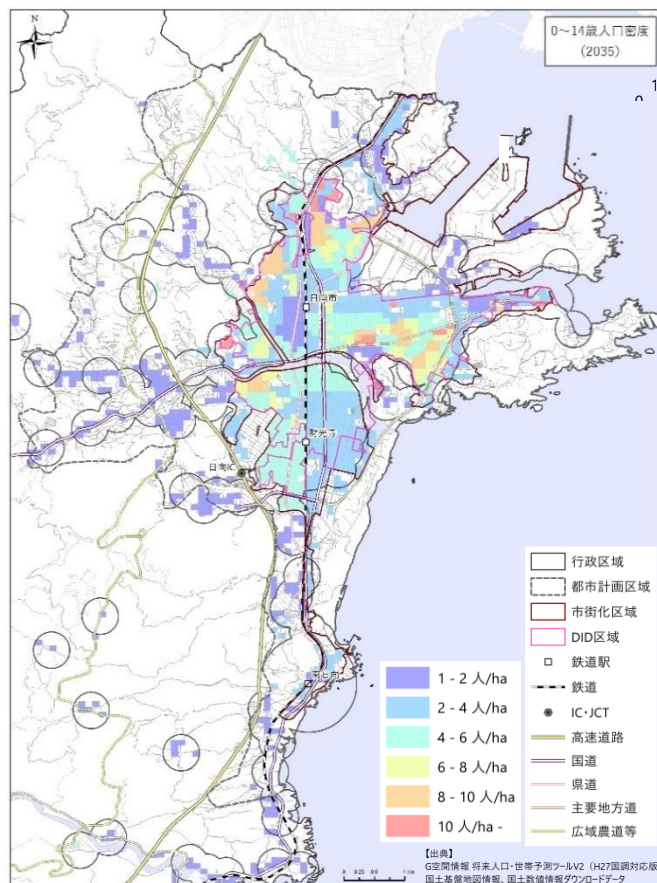 0~14歳人口密度
(2035)
N
1
日向市
財光寺
日向IC
南日向
行政区域
都市計画区域
市街化区域
DID区域
鉄道駅
鉄道
IC・JCT
高速道路
国道
県道
主要地方道
広域農道等
1 - 2 人/ha
2 - 4 人/ha
4 - 6 人/ha
6 - 8 人/ha
8 - 10 人/ha
10 人/ha -
【出典】
G空間情報 将来人口・世帯予測ツールV2（H27国調対応版
国土基盤地図情報、国土数値情報ダウンロードデータ